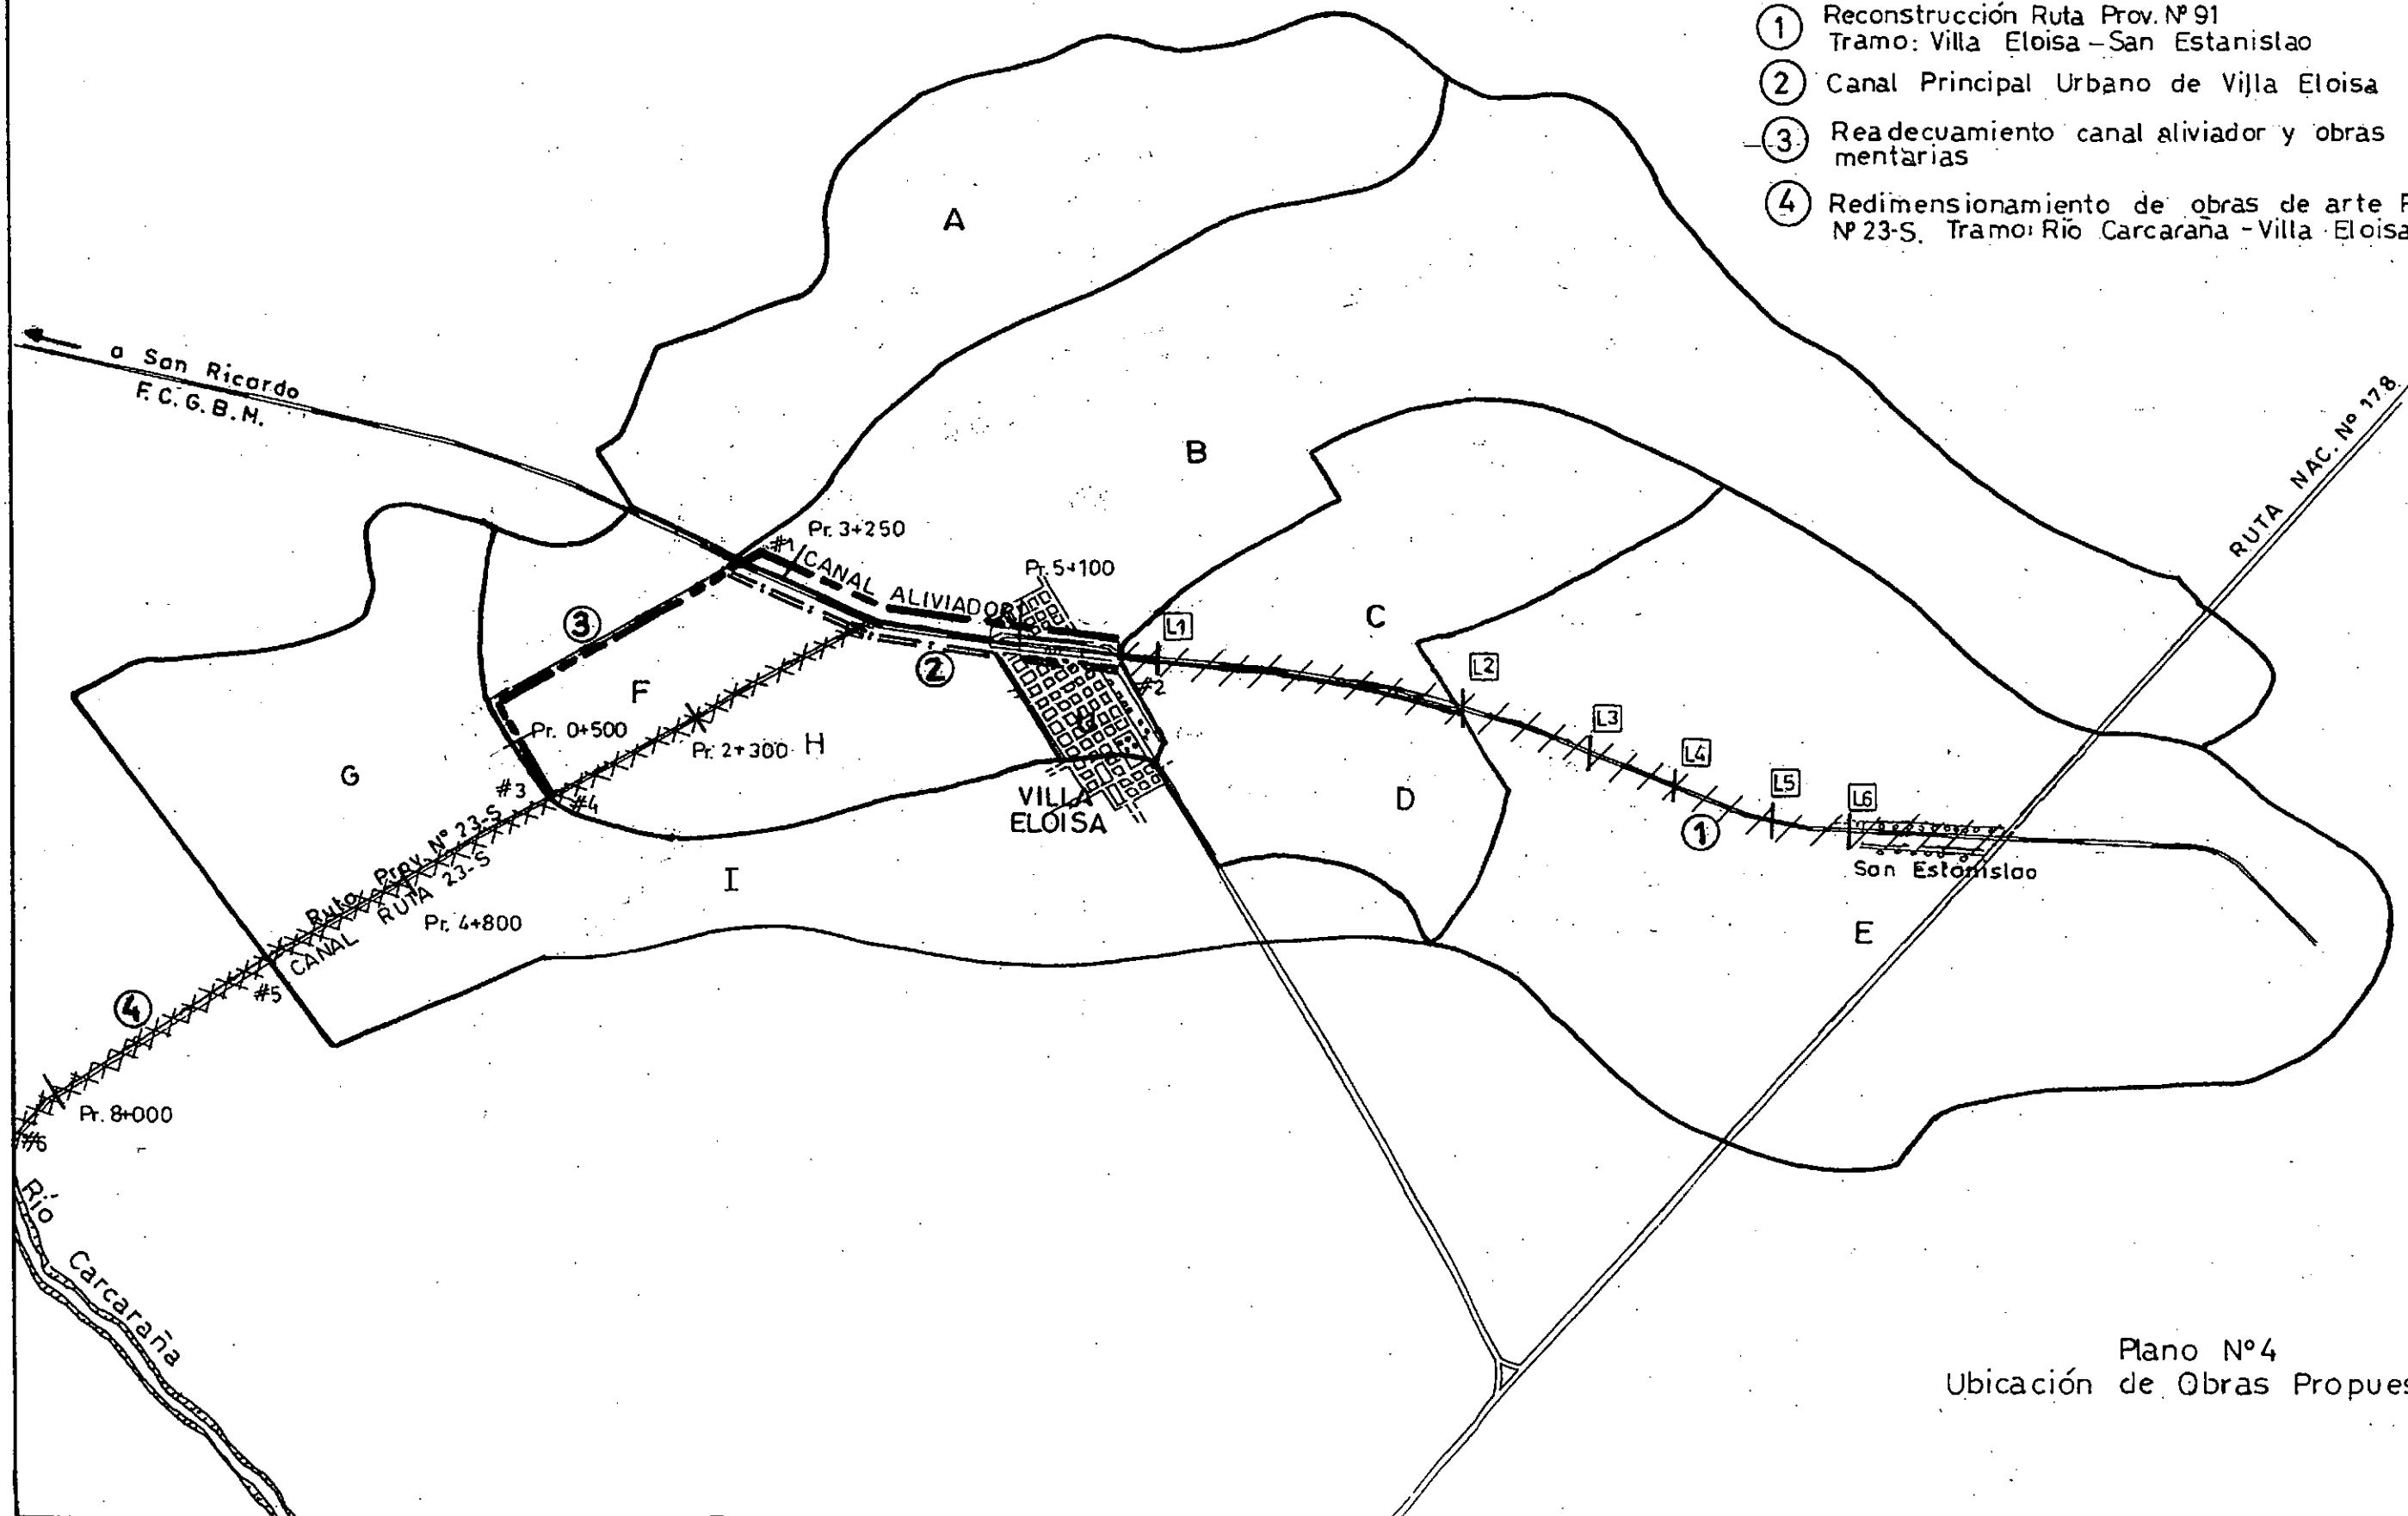 1 Reconstrucción Ruta Prov. Nº 91
Tramo: Villa Eloisa - San Estanislao
2 Canal Principal Urbano de Villa Eloisa
3 Readecuamiento canal aliviador y obras
mentarias
4 Redimensionamiento de obras de arte
Nº 23-S. Tramo: Río Carcaraña - Villa Eloisa
A
a San Ricardo
F.C.G.B.M.
RUTA NAC. Nº 178
B
Pr. 3+250
#1
CANAL ALIVIADOR
Pr. 5+100
C
3
L1
2
#2
L2
F
L3
Pr. 0+500
Pr. 2+300
H
L4
G
#3
#4
VILLA
ELOISA
D
L5
L6
1
San Estanislao
Ruta Prov. Nº 23-S
CANAL RUTA 23-S
I
Pr. 4+800
E
#5
4
Pr. 8+000
#6
Río Carcaraña
Plano Nº 4
Ubicación de Obras Propues